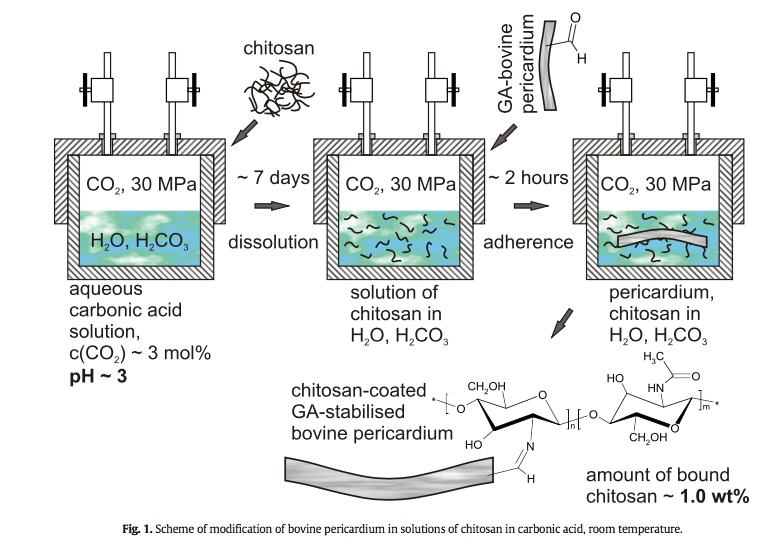 chitosan
GA-bovine
pericardium
O
H
CO₂, 30 MPa
H₂O, H₂CO₃
~ 7 days
dissolution
CO₂, 30 MPa
~ 2 hours
adherence
CO₂, 30 MPa
aqueous
carbonic acid
solution,
c(CO₂) ~ 3 mol%
pH ~ 3
solution of
chitosan in
H₂O, H₂CO₃
pericardium,
chitosan in
H₂O, H₂CO₃
chitosan-coated
GA-stabilised
bovine pericardium
*
O
CH₂OH
O
HO
N
H
n
O
HO
H₃C
O
HN
O
CH₂OH
m
*
amount of bound
chitosan ~ 1.0 wt%
Fig. 1. Scheme of modification of bovine pericardium in solutions of chitosan in carbonic acid, room temperature.